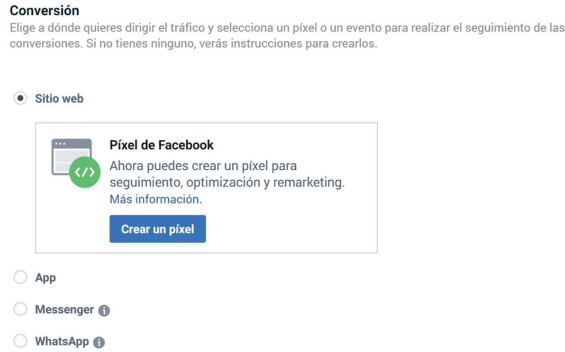 Conversión
Elige a dónde quieres dirigir el tráfico y selecciona un píxel o un evento para realizar el seguimiento de las
conversiones. Si no tienes ninguno, verás instrucciones para crearlos.
Sitio web
Píxel de Facebook
Ahora puedes crear un píxel para
seguimiento, optimización y remarketing.
Más información.
Crear un píxel
App
Messenger
WhatsApp